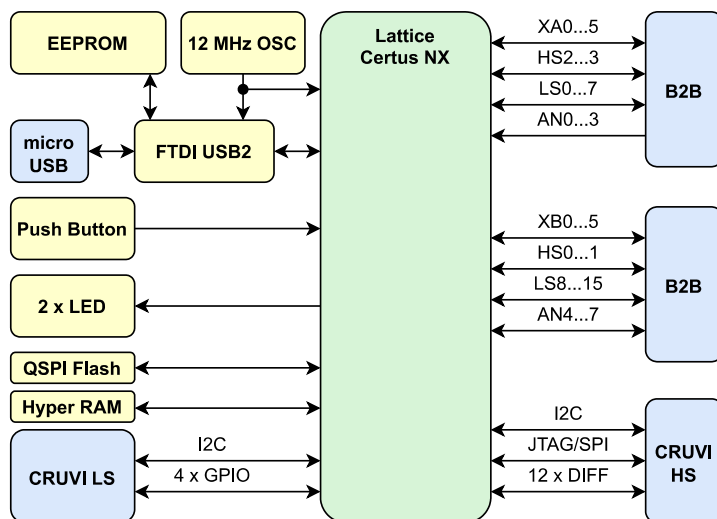 EEPROM
12 MHz OSC
Lattice
Certus NX
XA0...5
HS2...3
LS0...7
AN0...3
B2B
micro
USB
FTDI USB2
Push Button
XB0...5
HS0...1
LS8...15
AN4...7
B2B
2 x LED
QSPI Flash
Hyper RAM
CRUVI LS
I2C
4 x GPIO
I2C
JTAG/SPI
12 x DIFF
CRUVI
HS